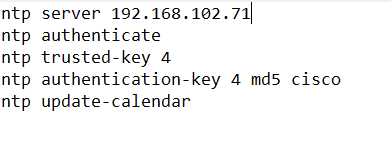 ntp server 192.168.102.71
ntp authenticate
ntp trusted-key 4
ntp authentication-key 4 md5 cisco
ntp update-calendar